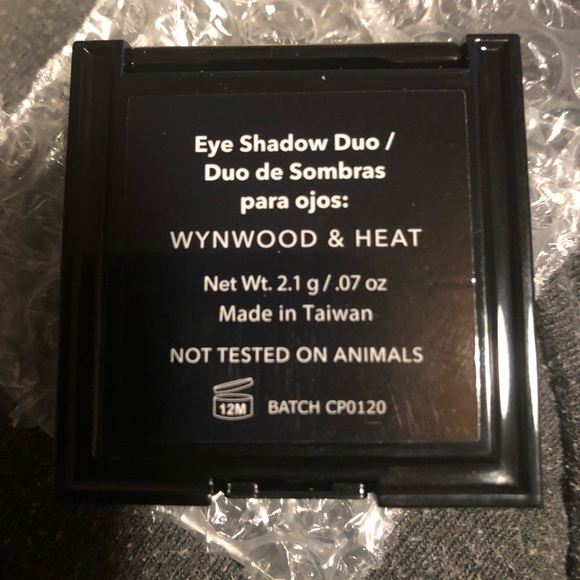 Eye Shadow Duo /
Duo de Sombras
para ojos:
WYNWOOD & HEAT
Net Wt. 2.1 g / .07 oz
Made in Taiwan
NOT TESTED ON ANIMALS
12M BATCH CP0120